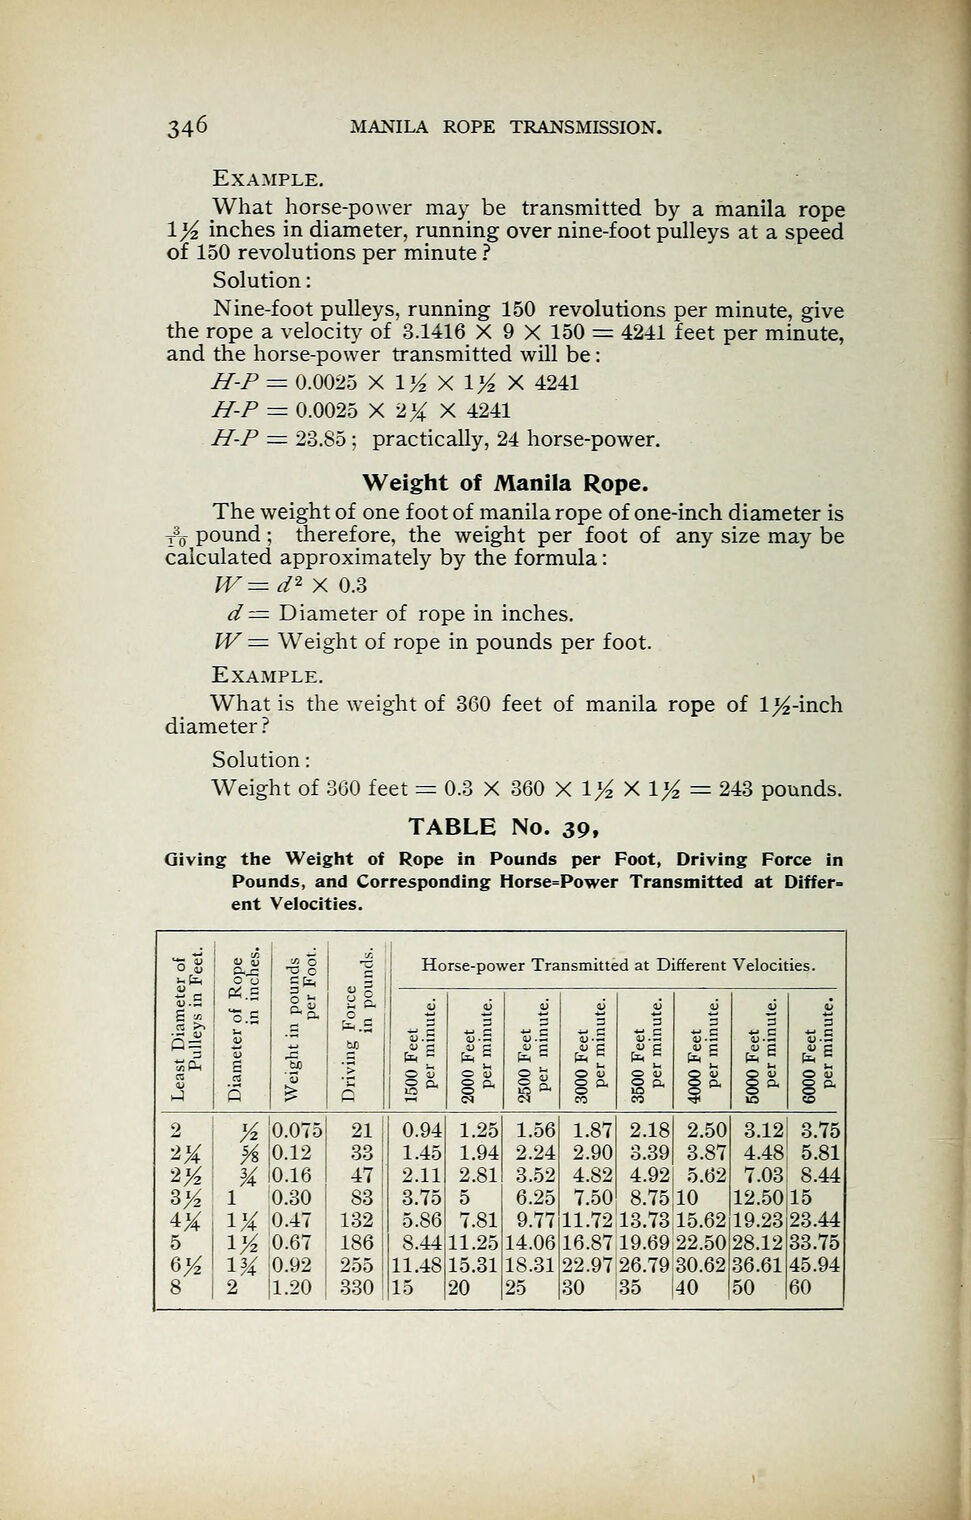 346 MANILA ROPE TRANSMISSION.
EXAMPLE.
What horse-power may be transmitted by a manila rope
1½ inches in diameter, running over nine-foot pulleys at a speed
of 150 revolutions per minute?
Solution:
Nine-foot pulleys, running 150 revolutions per minute, give
the rope a velocity of 3.1416 × 9 × 150 = 4241 feet per minute,
and the horse-power transmitted will be:
H-P = 0.0025 × 1½ × 1½ × 4241
H-P = 0.0025 × 2¼ × 4241
H-P = 23.85; practically, 24 horse-power.
Weight of Manila Rope.
The weight of one foot of manila rope of one-inch diameter is
3/10 pound; therefore, the weight per foot of any size may be
calculated approximately by the formula:
W = d² × 0.3
d = Diameter of rope in inches.
W = Weight of rope in pounds per foot.
EXAMPLE.
What is the weight of 360 feet of manila rope of 1½-inch
diameter?
Solution:
Weight of 360 feet = 0.3 × 360 × 1½ × 1½ = 243 pounds.
TABLE No. 39,
Giving the Weight of Rope in Pounds per Foot, Driving Force in
Pounds, and Corresponding Horse=Power Transmitted at Differ=
ent Velocities.
Least Diameter of
Pulleys in Feet.
Diameter of Rope
in inches.
Weight in pounds
per Foot.
Driving Force
in pounds.
Horse-power Transmitted at Different Velocities.
1500 Feet
per minute.
2000 Feet
per minute.
2500 Feet
per minute.
3000 Feet
per minute.
3500 Feet
per minute.
4000 Feet
per minute.
5000 Feet
per minute.
6000 Feet
per minute.
2 ½ 0.075 21 0.94 1.25 1.56 1.87 2.18 2.50 3.12 3.75
2¼ ⅝ 0.12 33 1.45 1.94 2.24 2.90 3.39 3.87 4.48 5.81
2½ ¾ 0.16 47 2.11 2.81 3.52 4.82 4.92 5.62 7.03 8.44
3½ 1 0.30 83 3.75 5 6.25 7.50 8.75 10 12.50 15
4¼ 1¼ 0.47 132 5.86 7.81 9.77 11.72 13.73 15.62 19.23 23.44
5 1½ 0.67 186 8.44 11.25 14.06 16.87 19.69 22.50 28.12 33.75
6½ 1¾ 0.92 255 11.48 15.31 18.31 22.97 26.79 30.62 36.61 45.94
8 2 1.20 330 15 20 25 30 35 40 50 60